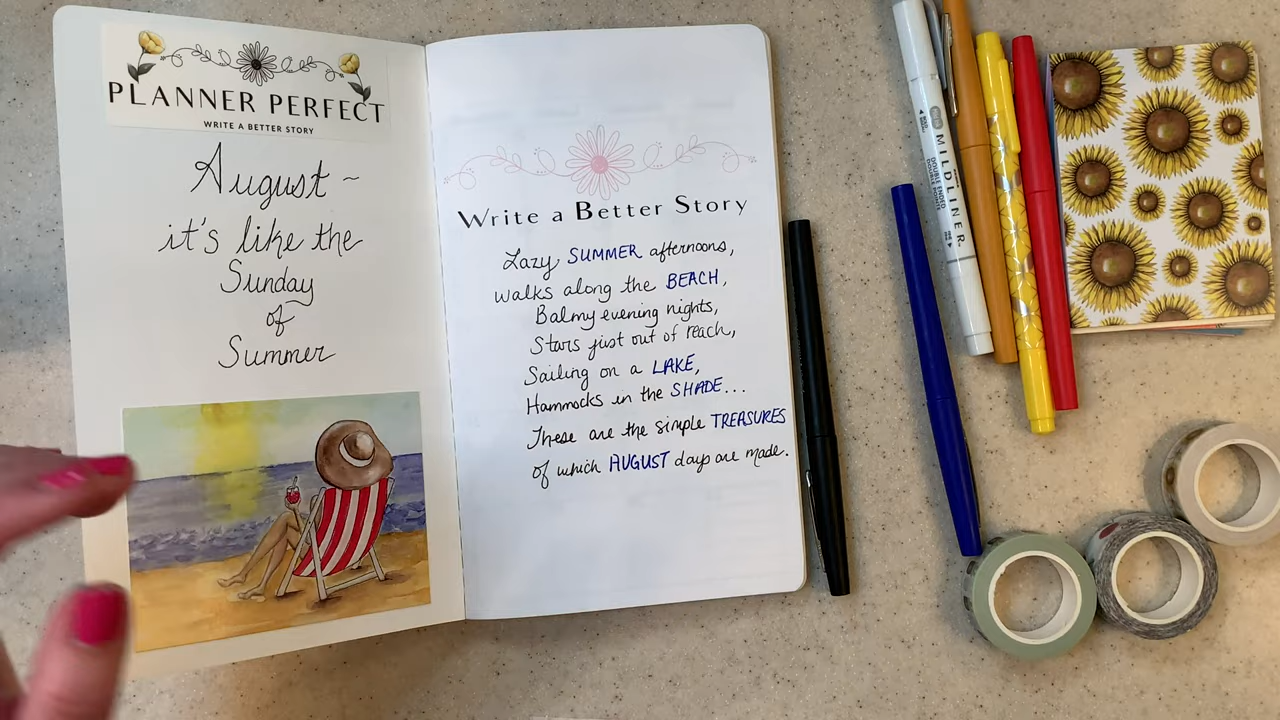 PLANNER PERFECT
WRITE A BETTER STORY
August ~
it's like the
Sunday
of
Summer
Write a Better Story
Lazy SUMMER afternoons,
walks along the BEACH,
Balmy evening nights,
Stars just out of reach,
Sailing on a LAKE,
Hammocks in the SHADE...
These are the simple TREASURES
of which AUGUST days are made.
MILDLINER
DOUBLE ENDED